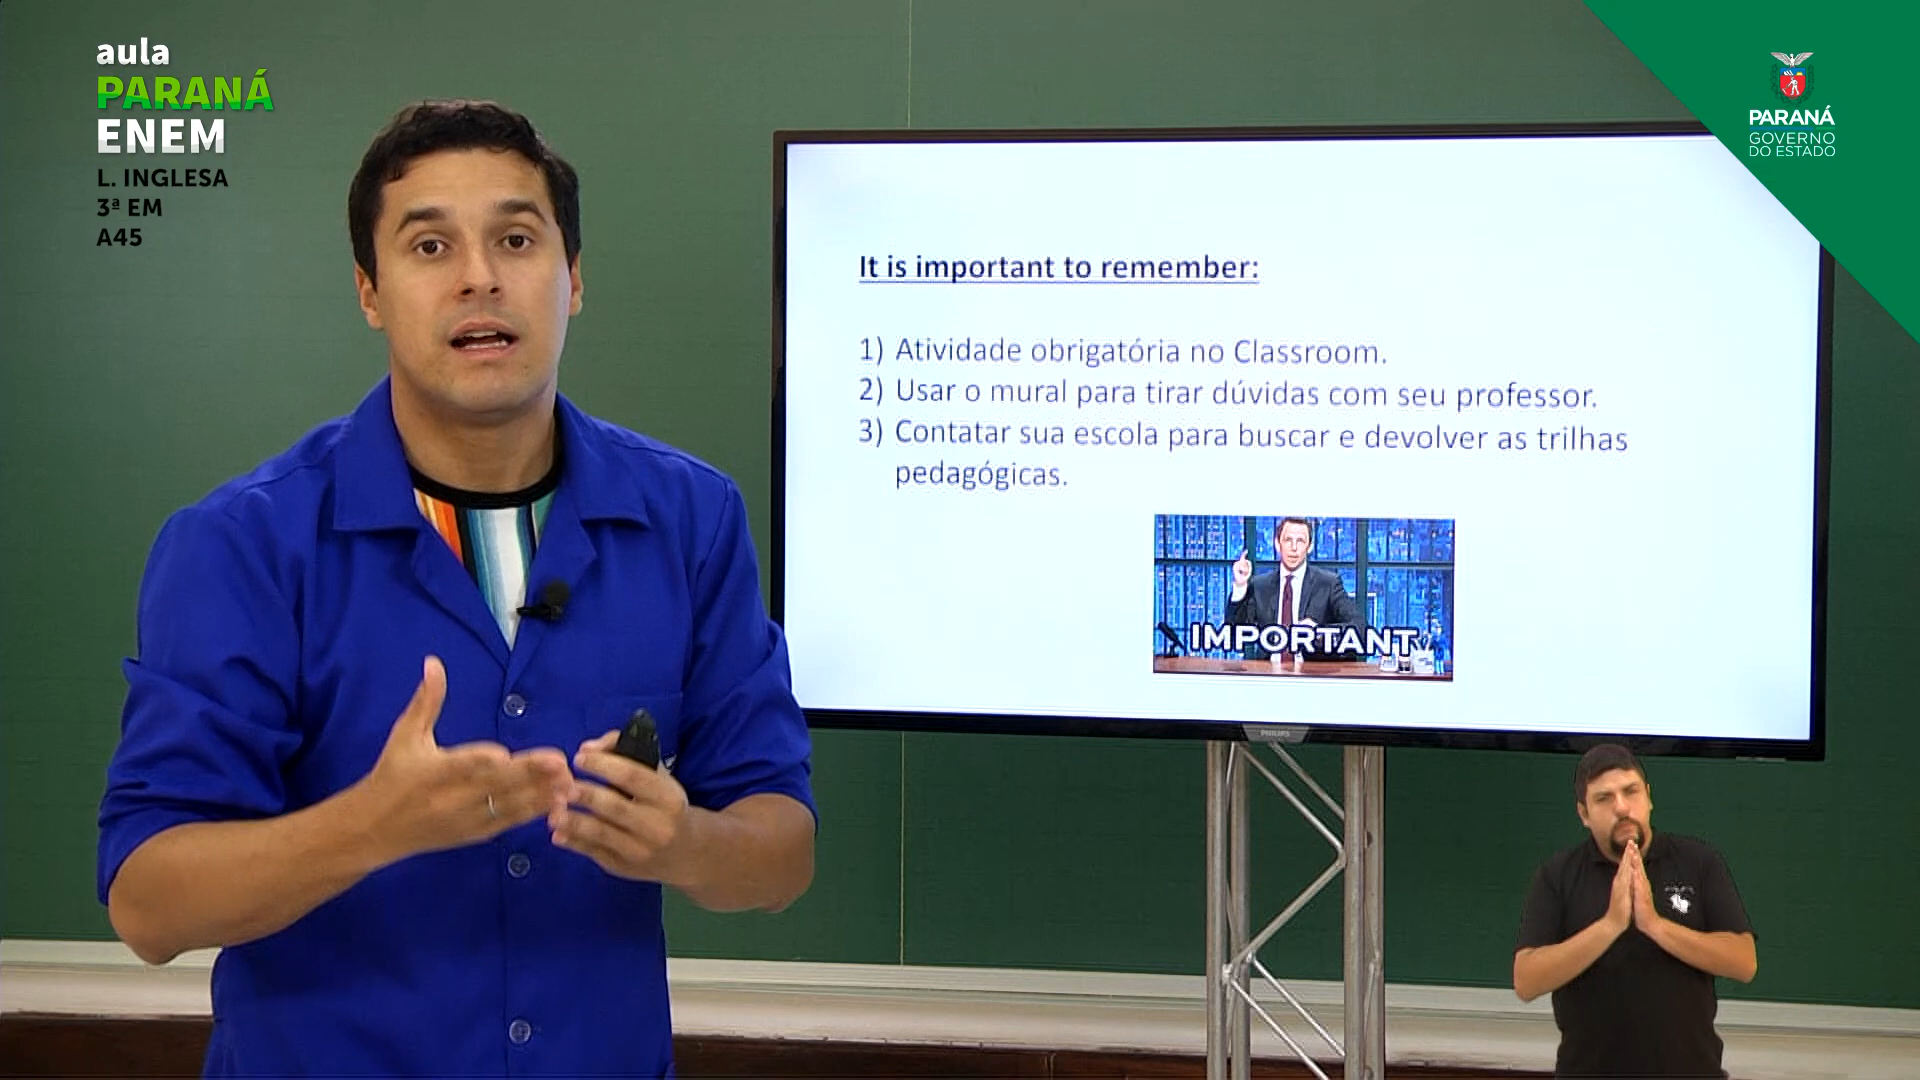 aula
PARANÁ
ENEM
L. INGLESA
3ª EM
A45
PARANÁ
GOVERNO
DO ESTADO
It is important to remember:
1) Atividade obrigatória no Classroom.
2) Usar o mural para tirar dúvidas com seu professor.
3) Contatar sua escola para buscar e devolver as trilhas
pedagógicas.
IMPORTANT
PHILIPS